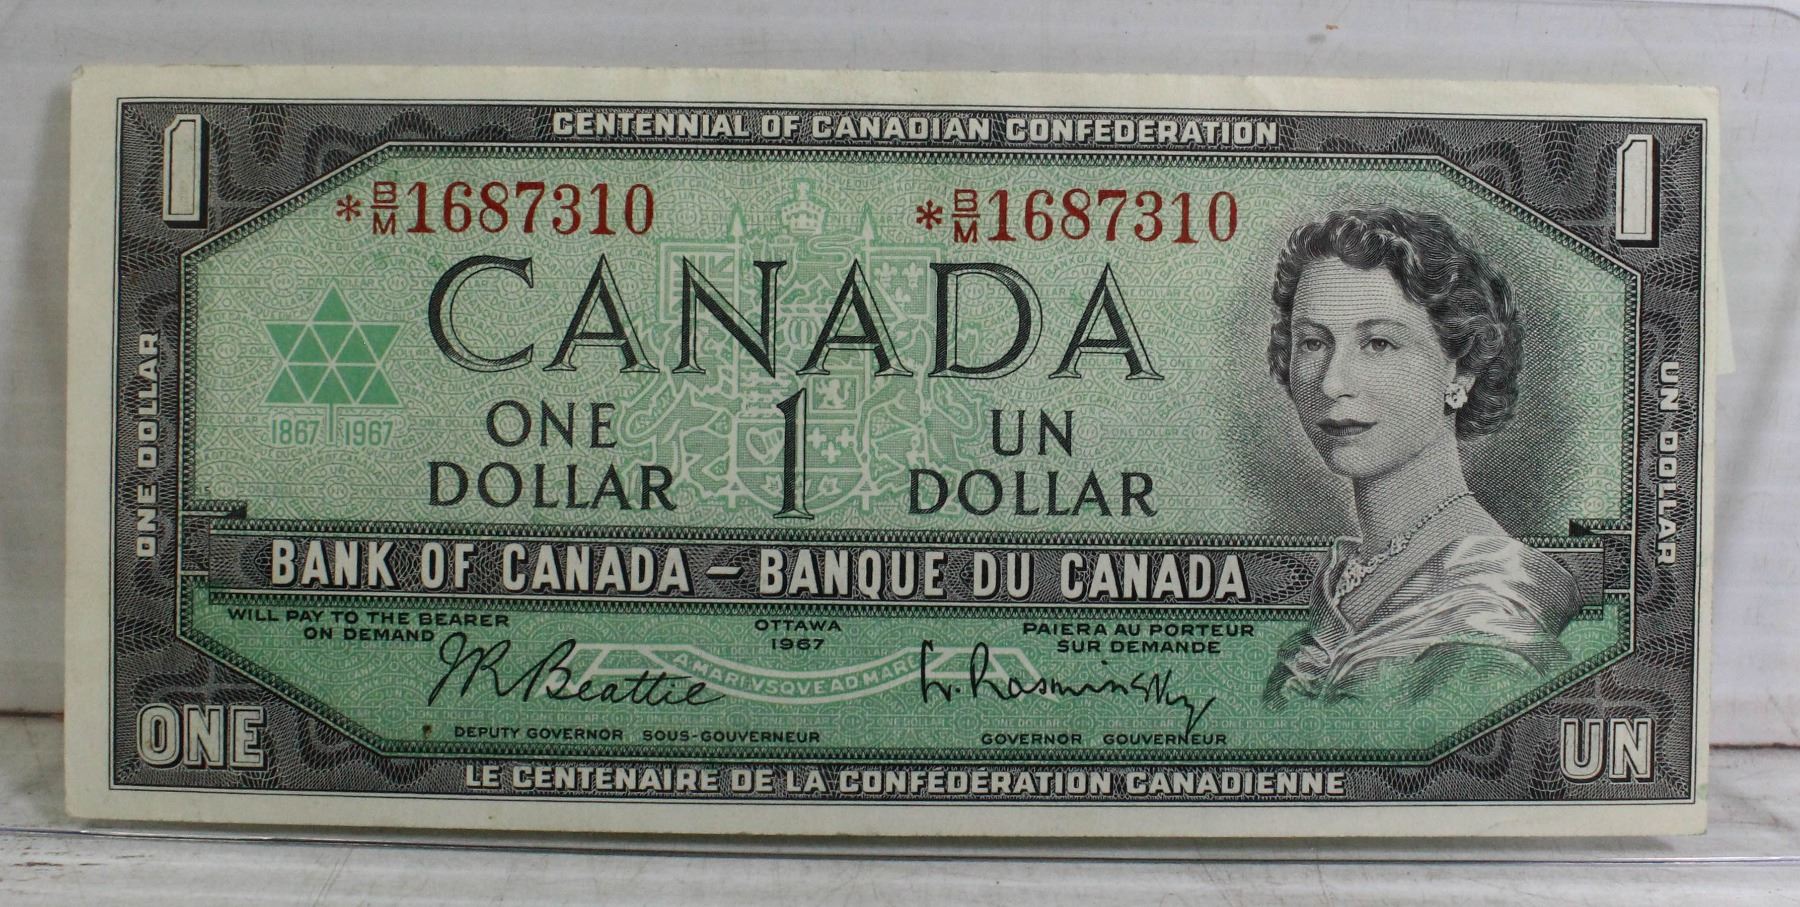 CENTENNIAL OF CANADIAN CONFEDERATION
1 1
*B/M1687310 *B/M1687310
CANADA
1867 1967
ONE 1 UN
DOLLAR DOLLAR
ONE DOLLAR
UN DOLLAR
BANK OF CANADA – BANQUE DU CANADA
WILL PAY TO THE BEARER
ON DEMAND
OTTAWA
1967
PAIERA AU PORTEUR
SUR DEMANDE
A MARI VSQVE AD MARE
J R Beattie
L. Rasminsky
DEPUTY GOVERNOR SOUS-GOUVERNEUR
GOVERNOR GOUVERNEUR
ONE UN
LE CENTENAIRE DE LA CONFÉDÉRATION CANADIENNE